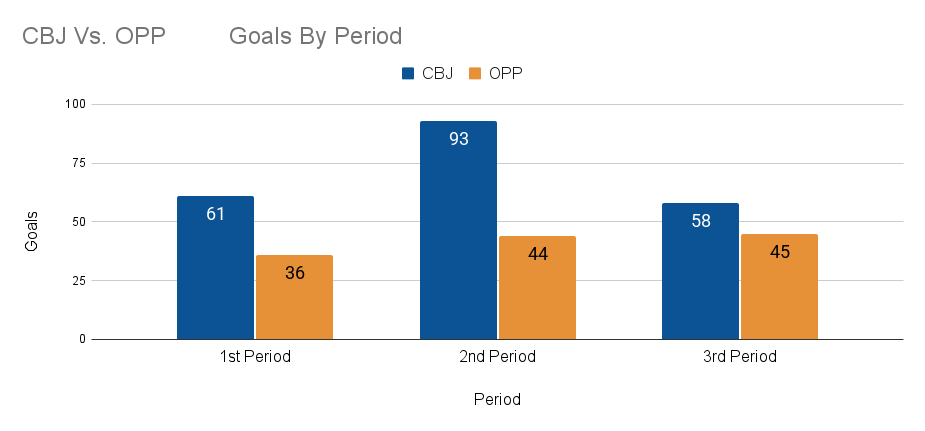 CBJ Vs. OPP Goals By Period
CBJ OPP
100
75
50
25
0
Goals
61
36
93
44
58
45
1st Period 2nd Period 3rd Period
Period